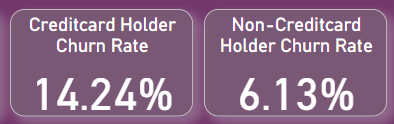 Creditcard Holder
Churn Rate
14.24%
Non-Creditcard
Holder Churn Rate
6.13%